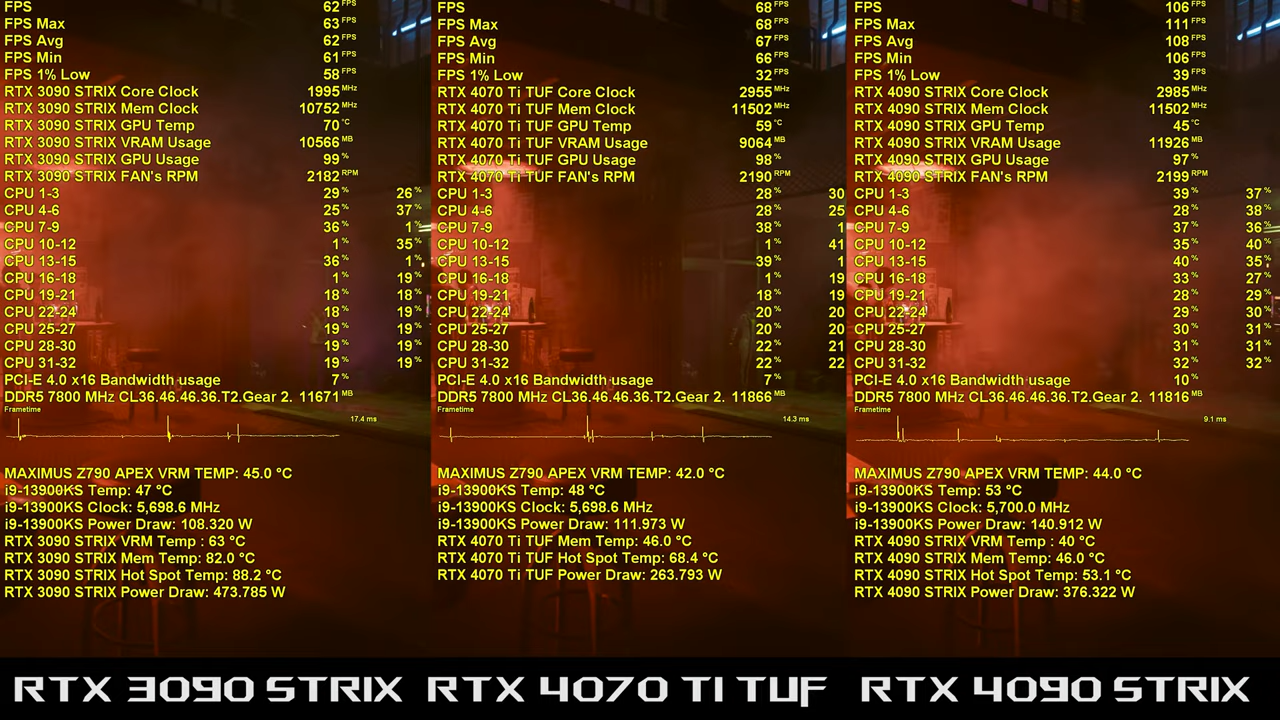 FPS 62 FPS
FPS Max 63 FPS
FPS Avg 62 FPS
FPS Min 61 FPS
FPS 1% Low 58 FPS
RTX 3090 STRIX Core Clock 1995 MHz
RTX 3090 STRIX Mem Clock 10752 MHz
RTX 3090 STRIX GPU Temp 70 °C
RTX 3090 STRIX VRAM Usage 10566 MB
RTX 3090 STRIX GPU Usage 99 %
RTX 3090 STRIX FAN's RPM 2182 RPM
CPU 1-3 29 % 26 %
CPU 4-6 25 % 37 %
CPU 7-9 36 % 1 %
CPU 10-12 1 % 35 %
CPU 13-15 36 % 1 %
CPU 16-18 1 % 19 %
CPU 19-21 18 % 18 %
CPU 22-24 18 % 19 %
CPU 25-27 19 % 19 %
CPU 28-30 19 % 19 %
CPU 31-32 19 % 19 %
PCI-E 4.0 x16 Bandwidth usage 7 %
DDR5 7800 MHz CL36.46.46.36.T2.Gear 2. 11671 MB
Frametime
17.4 ms
MAXIMUS Z790 APEX VRM TEMP: 45.0 °C
i9-13900KS Temp: 47 °C
i9-13900KS Clock: 5,698.6 MHz
i9-13900KS Power Draw: 108.320 W
RTX 3090 STRIX VRM Temp : 63 °C
RTX 3090 STRIX Mem Temp: 82.0 °C
RTX 3090 STRIX Hot Spot Temp: 88.2 °C
RTX 3090 STRIX Power Draw: 473.785 W
RTX 3090 STRIX
FPS 68 FPS
FPS Max 68 FPS
FPS Avg 67 FPS
FPS Min 66 FPS
FPS 1% Low 32 FPS
RTX 4070 Ti TUF Core Clock 2955 MHz
RTX 4070 Ti TUF Mem Clock 11502 MHz
RTX 4070 Ti TUF GPU Temp 59 °C
RTX 4070 Ti TUF VRAM Usage 9064 MB
RTX 4070 Ti TUF GPU Usage 98 %
RTX 4070 Ti TUF FAN's RPM 2190 RPM
CPU 1-3 28 % 30
CPU 4-6 28 % 25
CPU 7-9 38 % 1
CPU 10-12 1 % 41
CPU 13-15 39 % 1
CPU 16-18 1 % 19
CPU 19-21 18 % 19
CPU 22-24 20 % 20
CPU 25-27 20 % 20
CPU 28-30 22 % 21
CPU 31-32 22 % 22
PCI-E 4.0 x16 Bandwidth usage 7 %
DDR5 7800 MHz CL36.46.46.36.T2.Gear 2. 11866 MB
Frametime
14.3 ms
MAXIMUS Z790 APEX VRM TEMP: 42.0 °C
i9-13900KS Temp: 48 °C
i9-13900KS Clock: 5,698.6 MHz
i9-13900KS Power Draw: 111.973 W
RTX 4070 Ti TUF Mem Temp: 46.0 °C
RTX 4070 Ti TUF Hot Spot Temp: 68.4 °C
RTX 4070 Ti TUF Power Draw: 263.793 W
RTX 4070 TI TUF
FPS 106 FPS
FPS Max 111 FPS
FPS Avg 108 FPS
FPS Min 106 FPS
FPS 1% Low 39 FPS
RTX 4090 STRIX Core Clock 2985 MHz
RTX 4090 STRIX Mem Clock 11502 MHz
RTX 4090 STRIX GPU Temp 45 °C
RTX 4090 STRIX VRAM Usage 11926 MB
RTX 4090 STRIX GPU Usage 97 %
RTX 4090 STRIX FAN's RPM 2199 RPM
CPU 1-3 39 % 37 %
CPU 4-6 28 % 38 %
CPU 7-9 37 % 36 %
CPU 10-12 35 % 40 %
CPU 13-15 40 % 35 %
CPU 16-18 33 % 27 %
CPU 19-21 28 % 29 %
CPU 22-24 29 % 30 %
CPU 25-27 30 % 31 %
CPU 28-30 31 % 31 %
CPU 31-32 32 % 32 %
PCI-E 4.0 x16 Bandwidth usage 10 %
DDR5 7800 MHz CL36.46.46.36.T2.Gear 2. 11816 MB
Frametime
9.1 ms
MAXIMUS Z790 APEX VRM TEMP: 44.0 °C
i9-13900KS Temp: 53 °C
i9-13900KS Clock: 5,700.0 MHz
i9-13900KS Power Draw: 140.912 W
RTX 4090 STRIX VRM Temp : 40 °C
RTX 4090 STRIX Mem Temp: 46.0 °C
RTX 4090 STRIX Hot Spot Temp: 53.1 °C
RTX 4090 STRIX Power Draw: 376.322 W
RTX 4090 STRIX